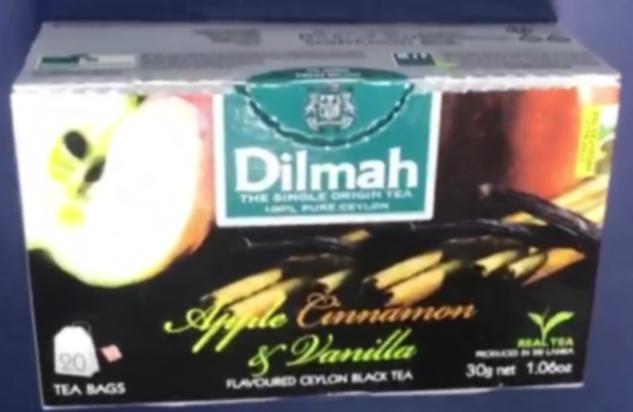 Dilmah
THE SINGLE ORIGIN TEA
100% PURE CEYLON
Apple Cinnamon
& Vanilla
FLAVOURED CEYLON BLACK TEA
20
TEA BAGS
REAL TEA
PRODUCED IN SRI LANKA
30g net 1.06oz